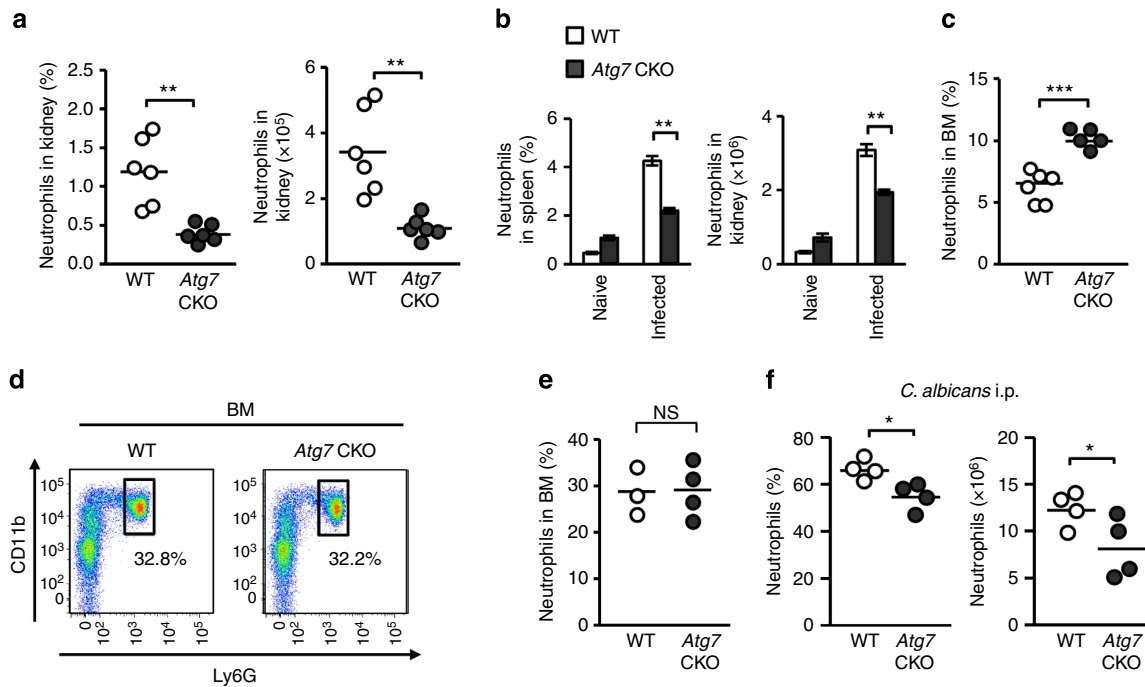 a
Neutrophils in kidney (%)
2.5
2.0
1.5
1.0
0.5
0.0
**
WT
Atg7
CKO
Neutrophils in
kidney (×10⁵)
6
4
2
0
**
WT
Atg7
CKO
b
WT
Atg7 CKO
Neutrophils
in spleen (%)
6
4
2
0
**
Naive
Infected
Neutrophils in
kidney (×10⁶)
4
2
0
**
Naive
Infected
c
Neutrophils in BM (%)
15
10
5
0
***
WT
Atg7
CKO
d
BM
WT
Atg7 CKO
CD11b
10⁵
10⁴
10³
10²
0
32.8%
0
10²
10³
10⁴
10⁵
10⁵
10⁴
10³
10²
0
32.2%
0
10²
10³
10⁴
10⁵
Ly6G
e
Neutrophils in BM (%)
40
30
20
10
0
NS
WT
Atg7
CKO
f
C. albicans i.p.
Neutrophils (%)
80
60
40
20
0
*
WT
Atg7
CKO
Neutrophils (×10⁶)
20
15
10
5
0
*
WT
Atg7
CKO